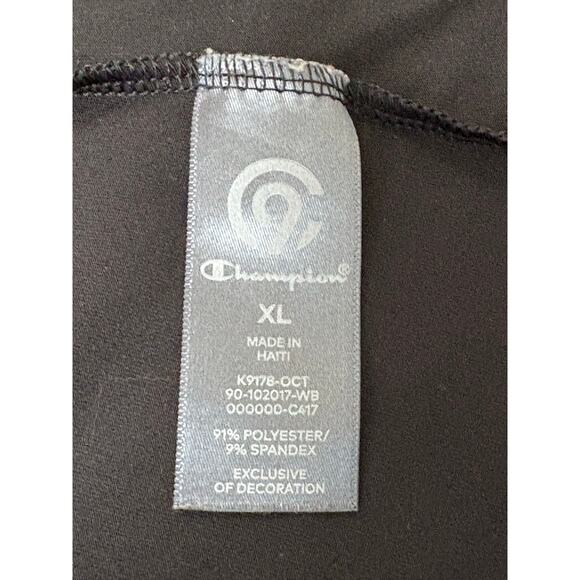 C9
Champion®
XL
MADE IN
HAITI
K9178-OCT
90-102017-WB
000000-C417
91% POLYESTER/
9% SPANDEX
EXCLUSIVE
OF DECORATION